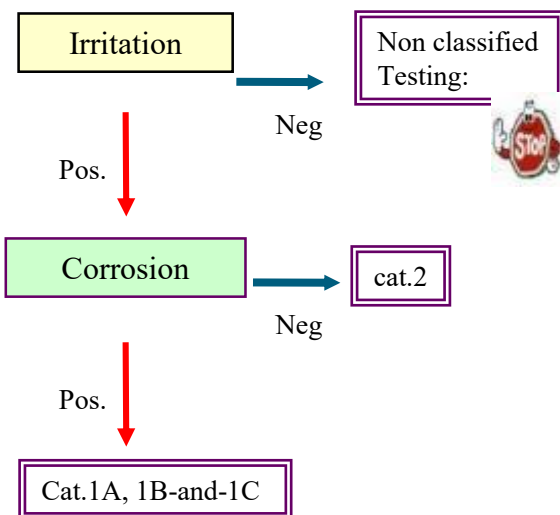 Irritation
Non classified
Testing:
STOP
Neg
Pos.
Corrosion
cat.2
Neg
Pos.
Cat.1A, 1B-and-1C